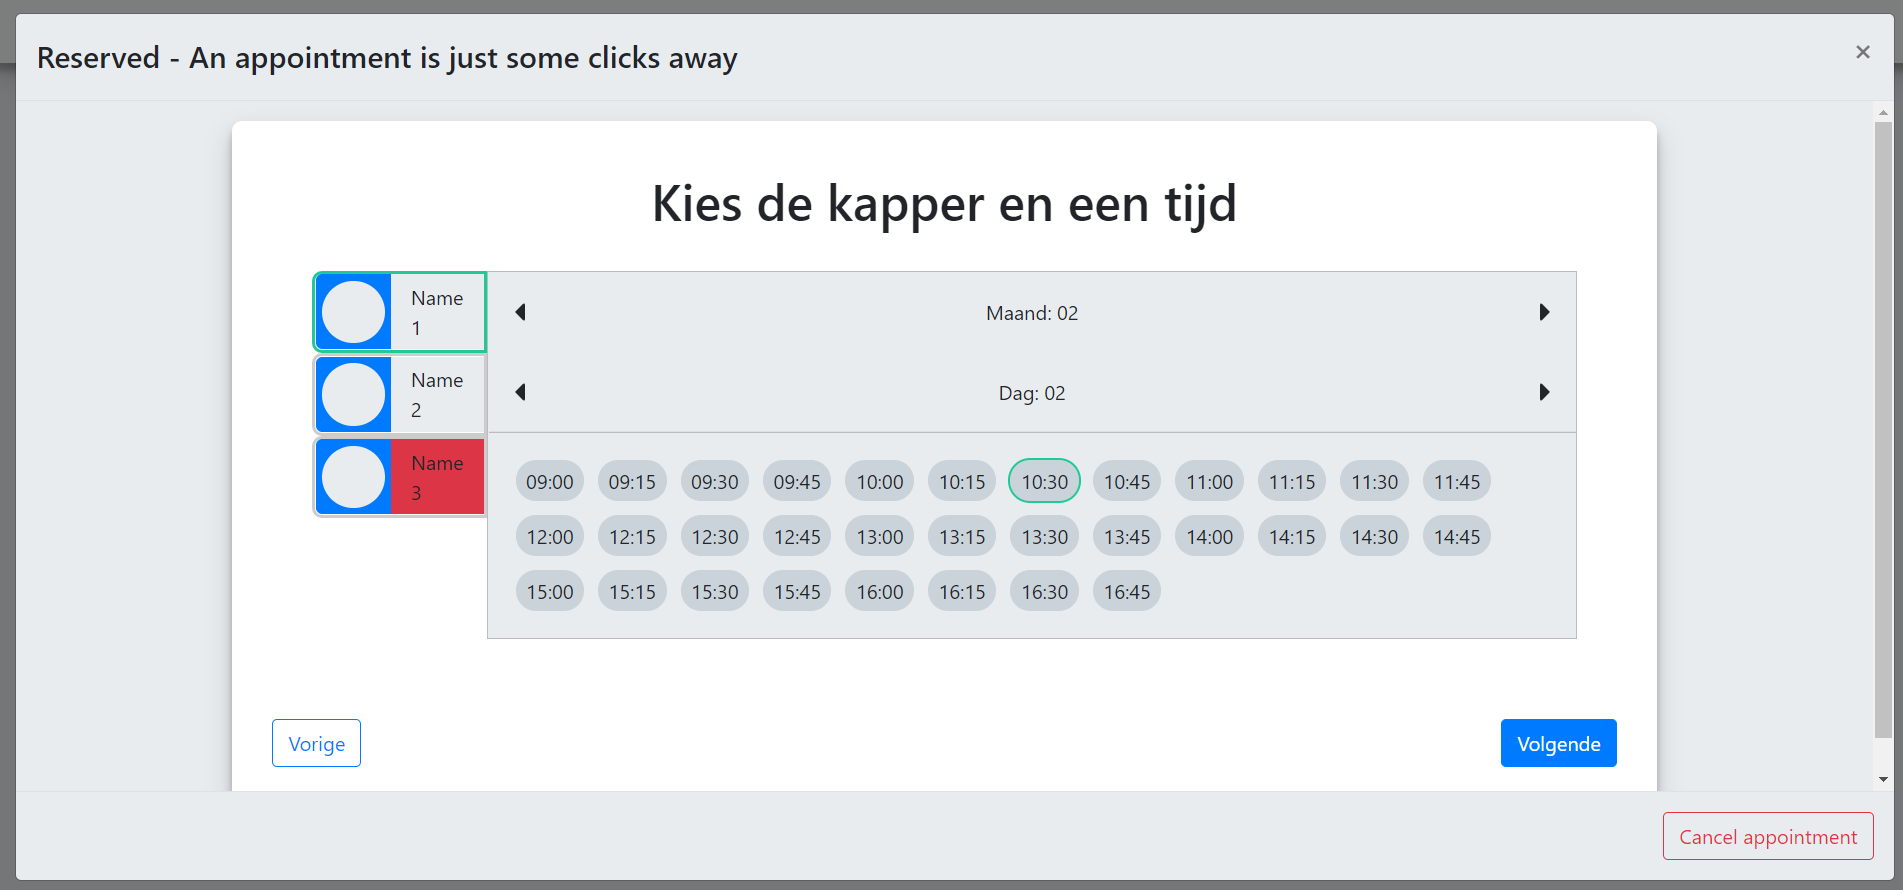 Reserved - An appointment is just some clicks away
×
Kies de kapper en een tijd
Name
1
Name
2
Name
3
Maand: 02
Dag: 02
09:00 09:15 09:30 09:45 10:00 10:15 10:30 10:45 11:00 11:15 11:30 11:45
12:00 12:15 12:30 12:45 13:00 13:15 13:30 13:45 14:00 14:15 14:30 14:45
15:00 15:15 15:30 15:45 16:00 16:15 16:30 16:45
Vorige
Volgende
Cancel appointment